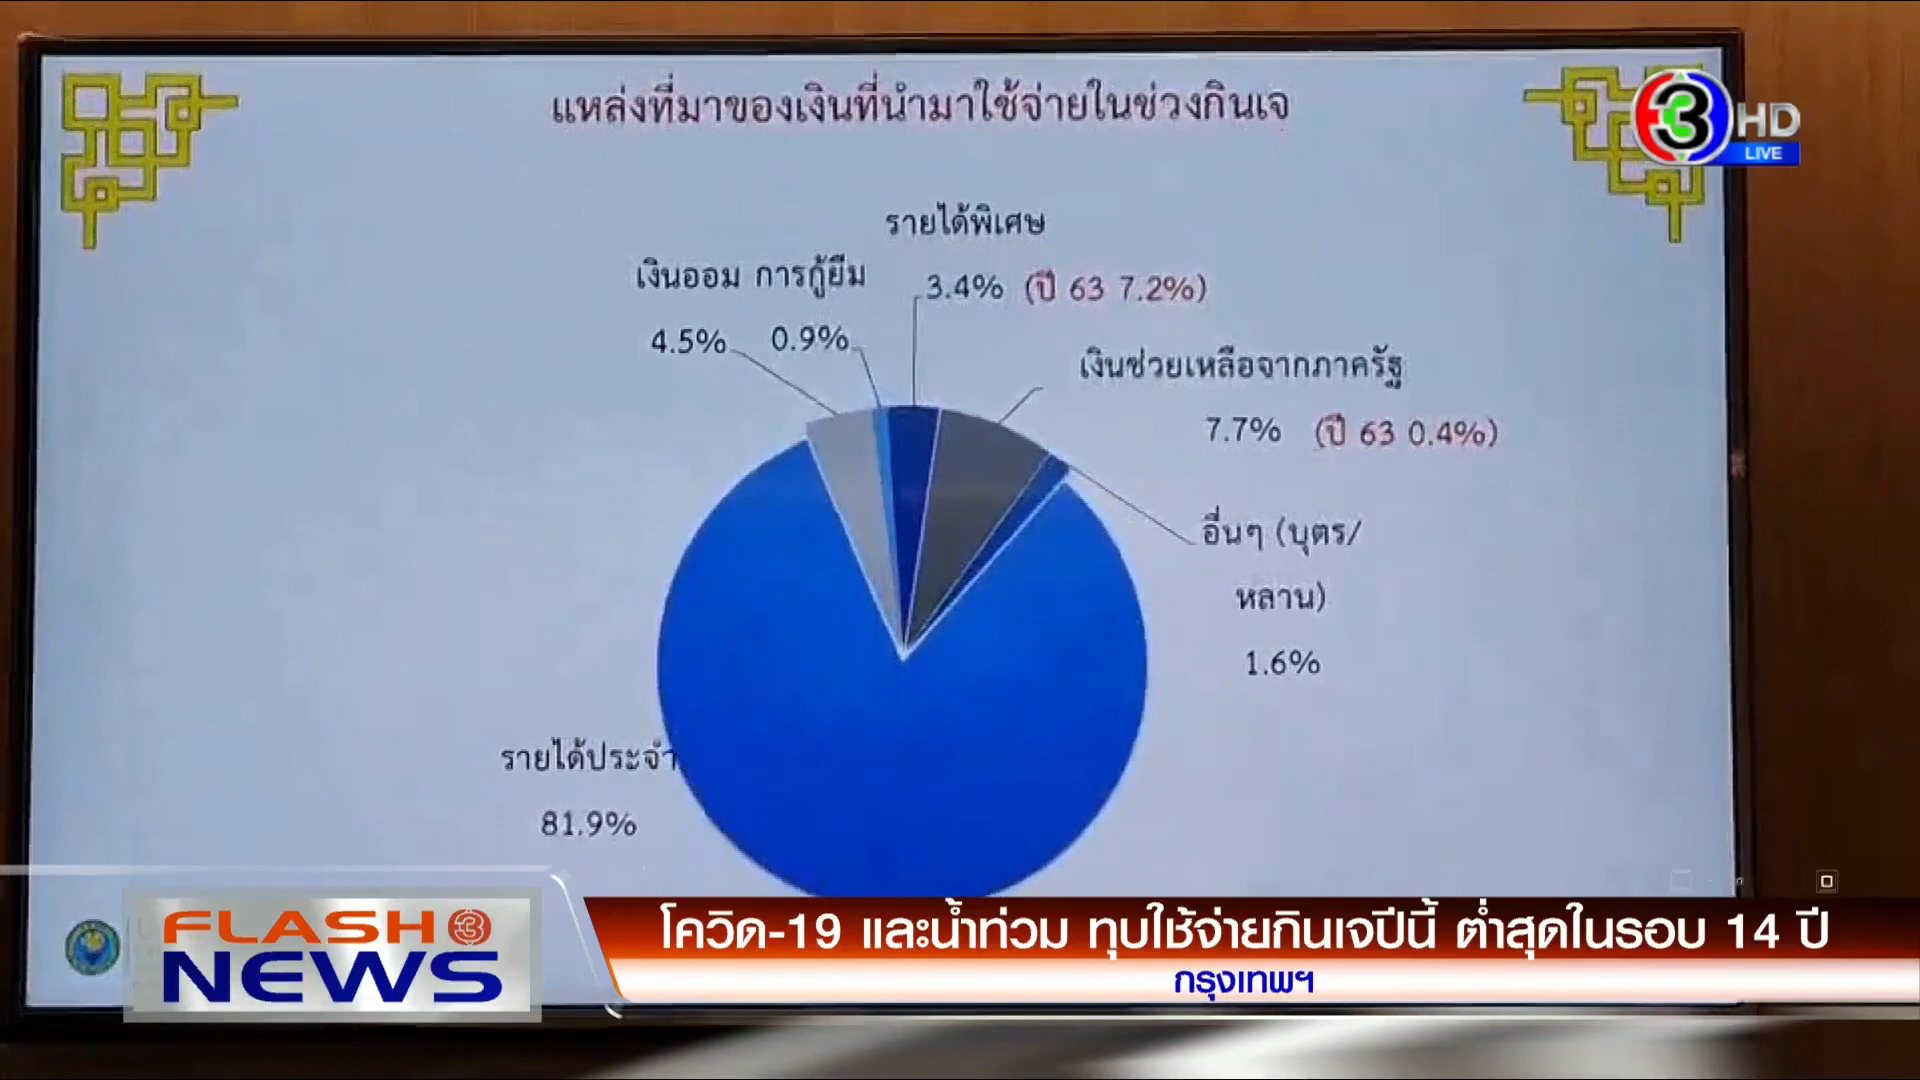 แหล่งที่มาของเงินที่นำมาใช้จ่ายในช่วงกินเจ
3 HD
LIVE
รายได้พิเศษ
3.4% (ปี 63 7.2%)
เงินออม
4.5%
การกู้ยืม
0.9%
เงินช่วยเหลือจากภาครัฐ
7.7% (ปี 63 0.4%)
อื่นๆ (บุตร/
หลาน)
1.6%
รายได้ประจำ
81.9%
FLASH 3
NEWS
โควิด-19 และน้ำท่วม ทุบใช้จ่ายกินเจปีนี้ ต่ำสุดในรอบ 14 ปี
กรุงเทพฯ